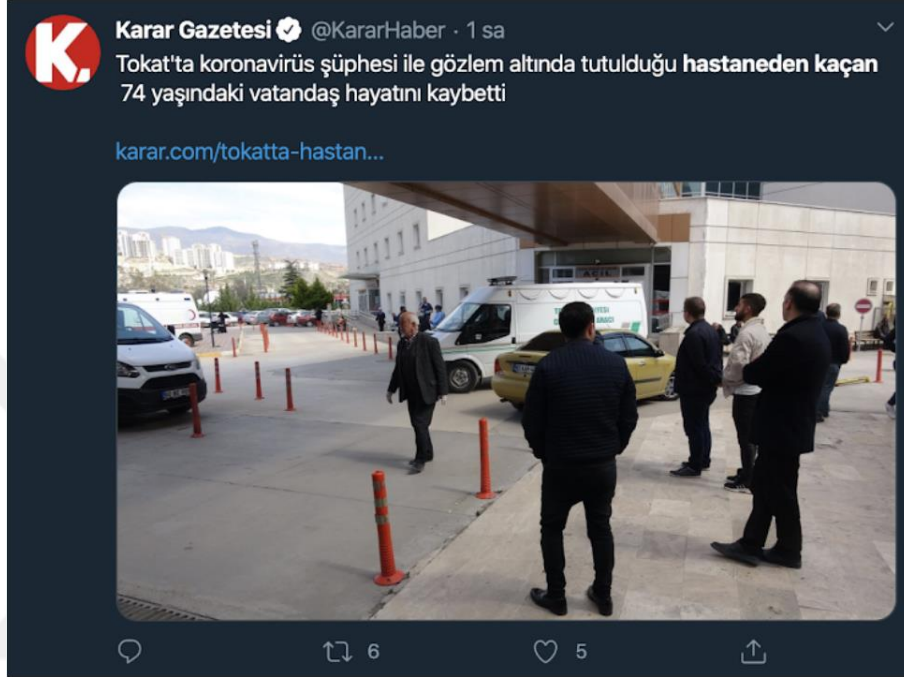 K.
Karar Gazetesi @KararHaber · 1 sa
Tokat'ta koronavirüs şüphesi ile gözlem altında tutulduğu hastaneden kaçan
74 yaşındaki vatandaş hayatını kaybetti
karar.com/tokatta-hastan...
ACİL
6
5